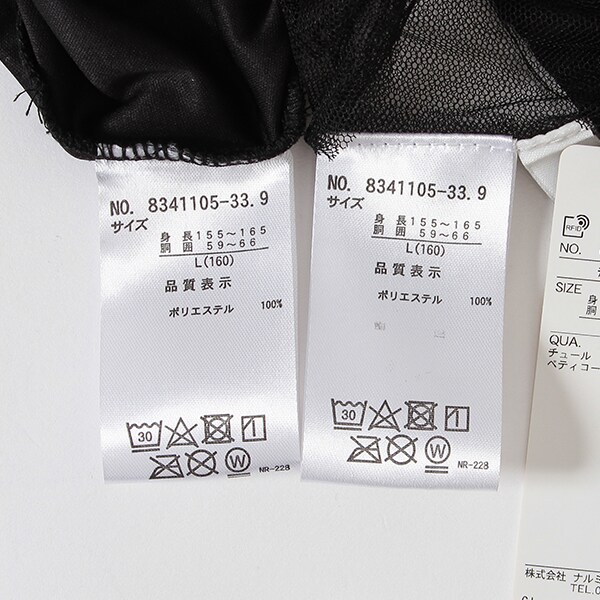 NO. 8341105-33.9
サイズ
身長155～165
胴囲 59～66
L(160)
品質表示
ポリエステル 100%
30
W
NR-228
NO. 8341105-33.9
サイズ
身長155～165
胴囲 59～66
L(160)
品質表示
ポリエステル 100%
30
W
NR-228
RFID
NO.
SIZE
身
胴
QUA.
チュール
ペティコー
株式会社 ナルミ
TEL.0